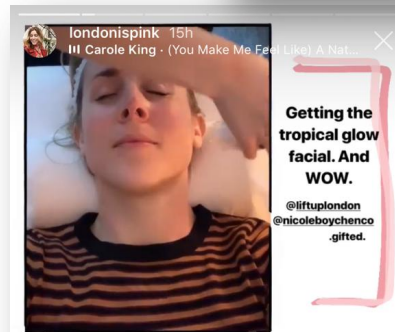 londonispink 15h
Carole King · (You Make Me Feel Like) A Nat...
Getting the
tropical glow
facial. And
WOW.
@liftuplondon
@nicoleboychenco
.gifted.